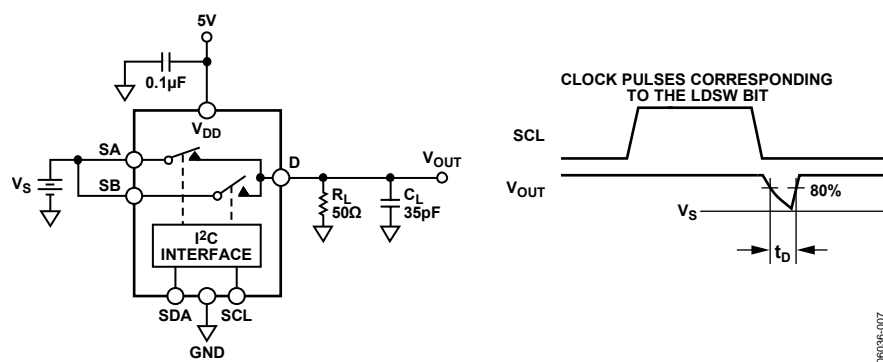 5V
0.1µF
VDD
SA
SB
D
VOUT
VS
RL
50Ω
CL
35pF
I2C
INTERFACE
SDA
SCL
GND
CLOCK PULSES CORRESPONDING
TO THE LDSW BIT
SCL
VOUT
80%
VS
tD
06036-007